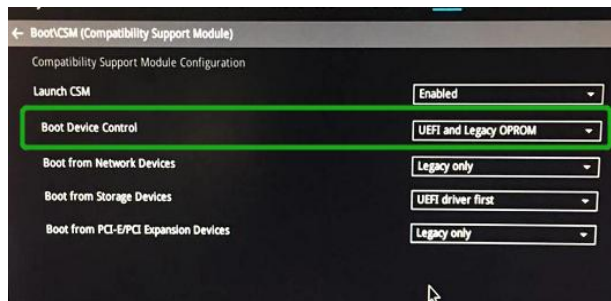 ← Boot\CSM (Compatibility Support Module)
Compatibility Support Module Configuration
Launch CSM Enabled
Boot Device Control UEFI and Legacy OPROM
Boot from Network Devices Legacy only
Boot from Storage Devices UEFI driver first
Boot from PCI-E/PCI Expansion Devices Legacy only